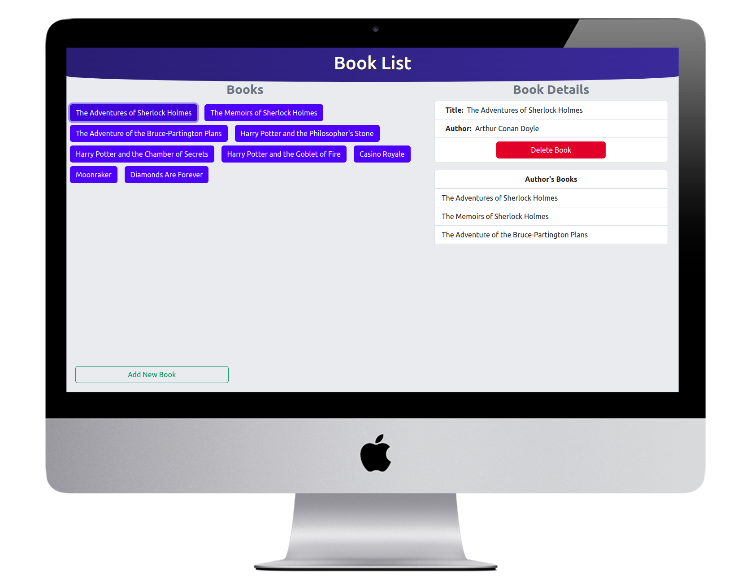 Book List
Books
The Adventures of Sherlock Holmes
The Memoirs of Sherlock Holmes
The Adventure of the Bruce-Partington Plans
Harry Potter and the Philosopher's Stone
Harry Potter and the Chamber of Secrets
Harry Potter and the Goblet of Fire
Casino Royale
Moonraker
Diamonds Are Forever
Add New Book
Book Details
Title: The Adventures of Sherlock Holmes
Author: Arthur Conan Doyle
Delete Book
Author's Books
The Adventures of Sherlock Holmes
The Memoirs of Sherlock Holmes
The Adventure of the Bruce-Partington Plans